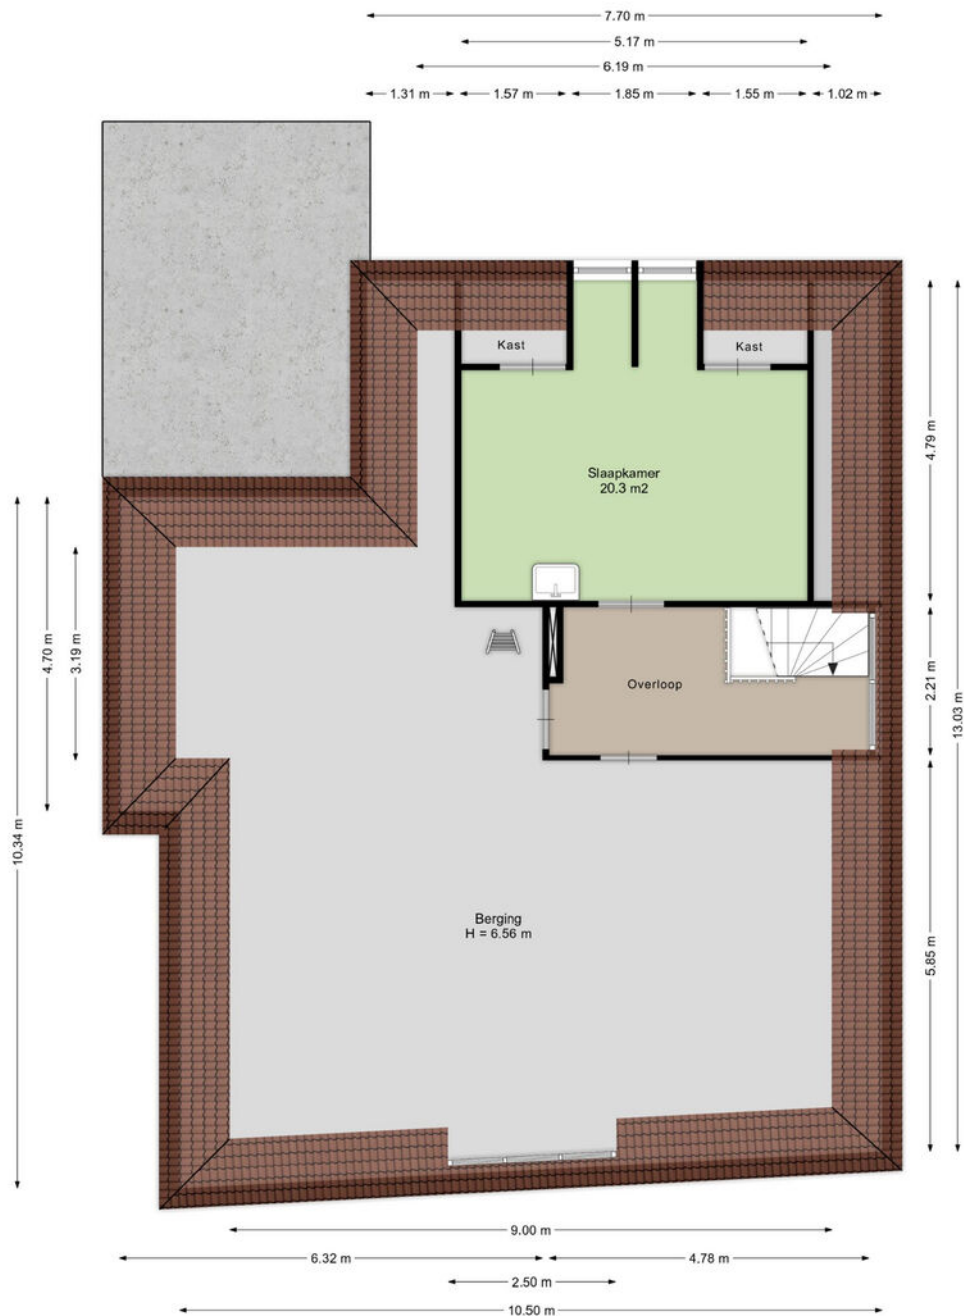 7.70 m
5.17 m
6.19 m
1.31 m
1.57 m
1.85 m
1.55 m
1.02 m
Kast
Kast
Slaapkamer
20.3 m2
4.79 m
4.70 m
3.19 m
Overloop
2.21 m
13.03 m
10.34 m
Berging
H = 6.56 m
5.85 m
9.00 m
6.32 m
4.78 m
2.50 m
10.50 m